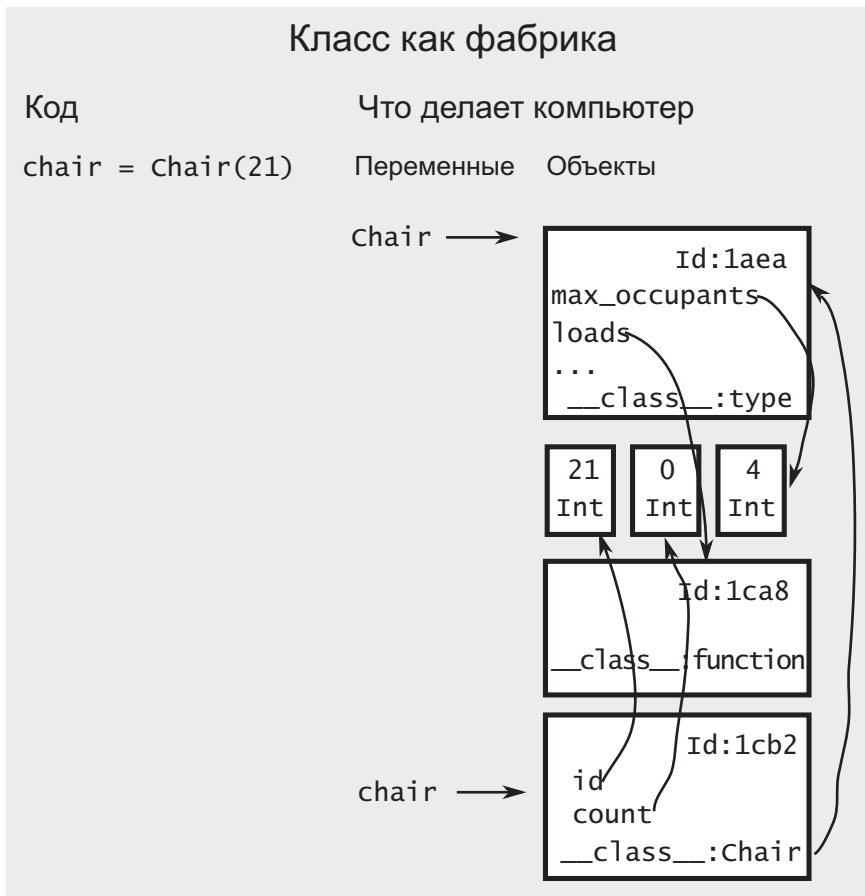 Класс как фабрика
Код
Что делает компьютер
chair = Chair(21)
Переменные
Объекты
Chair
Id:1aea
max_occupants
loads
...
__class__:type
21
Int
0
Int
4
Int
Id:1ca8
__class__:function
chair
Id:1cb2
id
count
__class__:Chair